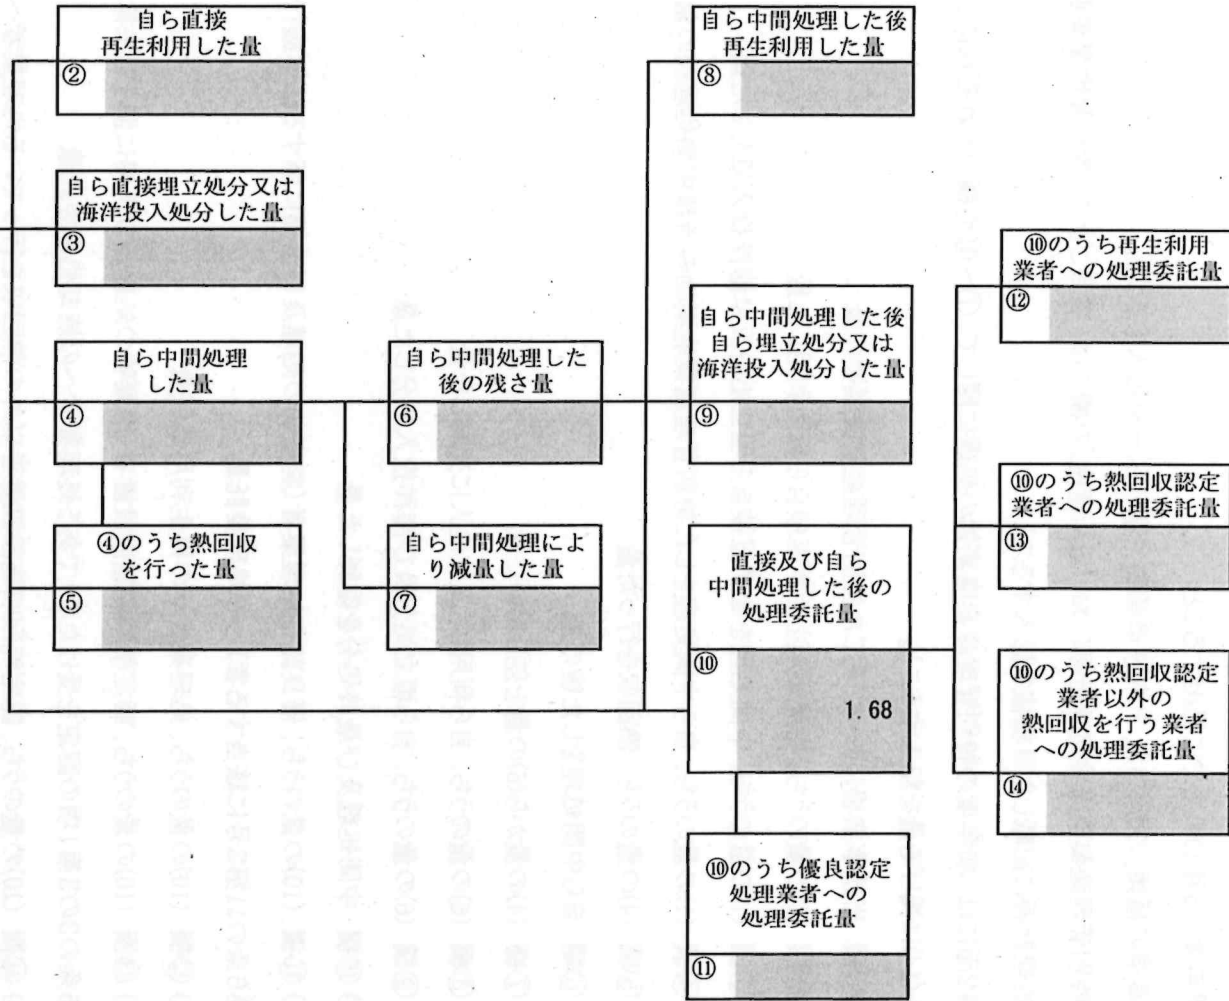 自ら直接
再生利用した量
②
自ら直接埋立処分又は
海洋投入処分した量
③
自ら中間処理
した量
④
④のうち熱回収
を行った量
⑤
自ら中間処理した
後の残さ量
⑥
自ら中間処理によ
り減量した量
⑦
自ら中間処理した後
再生利用した量
⑧
自ら中間処理した後
自ら埋立処分又は
海洋投入処分した量
⑨
直接及び自ら
中間処理した後の
処理委託量
⑩
1.68
⑩のうち優良認定
処理業者への
処理委託量
⑪
⑩のうち再生利用
業者への処理委託量
⑫
⑩のうち熱回収認定
業者への処理委託量
⑬
⑩のうち熱回収認定
業者以外の
熱回収を行う業者
への処理委託量
⑭